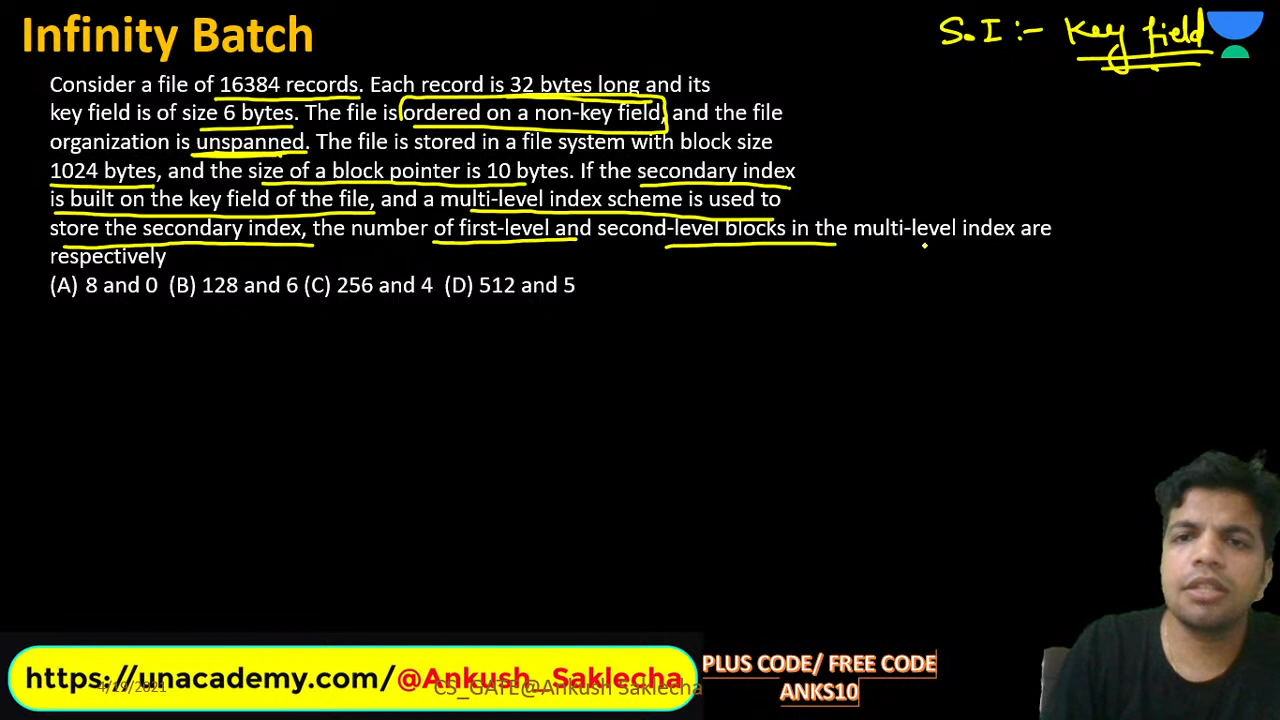 Infinity Batch
S.I :- Key field
Consider a file of 16384 records. Each record is 32 bytes long and its
key field is of size 6 bytes. The file is ordered on a non-key field, and the file
organization is unspanned. The file is stored in a file system with block size
1024 bytes, and the size of a block pointer is 10 bytes. If the secondary index
is built on the key field of the file, and a multi-level index scheme is used to
store the secondary index, the number of first-level and second-level blocks in the multi-level index are
respectively
(A) 8 and 0 (B) 128 and 6 (C) 256 and 4 (D) 512 and 5
https://unacademy.com/@Ankush_Saklecha
4/29/2021
CS_GATE@Ankush Saklecha
PLUS CODE/ FREE CODE
ANKS10